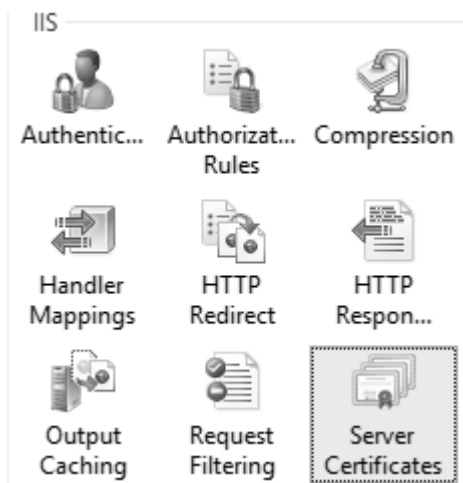 IIS
Authentic...
Authorizat...
Rules
Compression
Handler
Mappings
HTTP
Redirect
HTTP
Respon...
Output
Caching
Request
Filtering
Server
Certificates